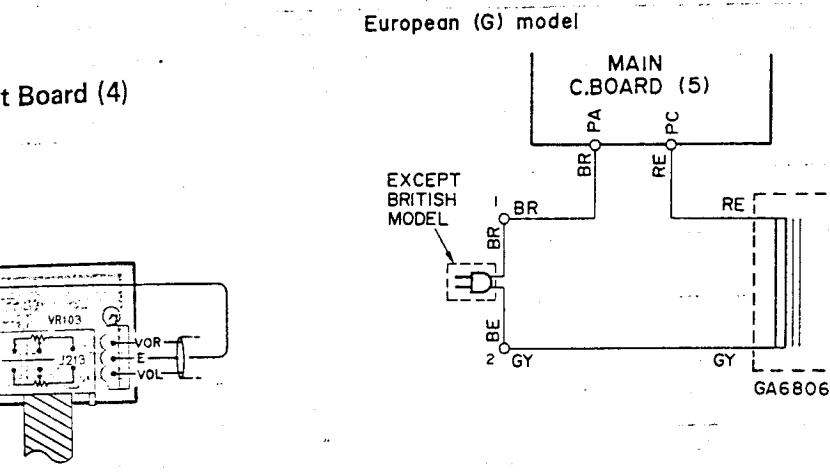 European (G) model
t Board (4)
MAIN
C.BOARD (5)
PA
PC
BR
RE
EXCEPT
BRITISH
MODEL
1
BR
RE
BR
BE
2
GY
GY
GA6806
VR103
VOR
J213
E
VOL